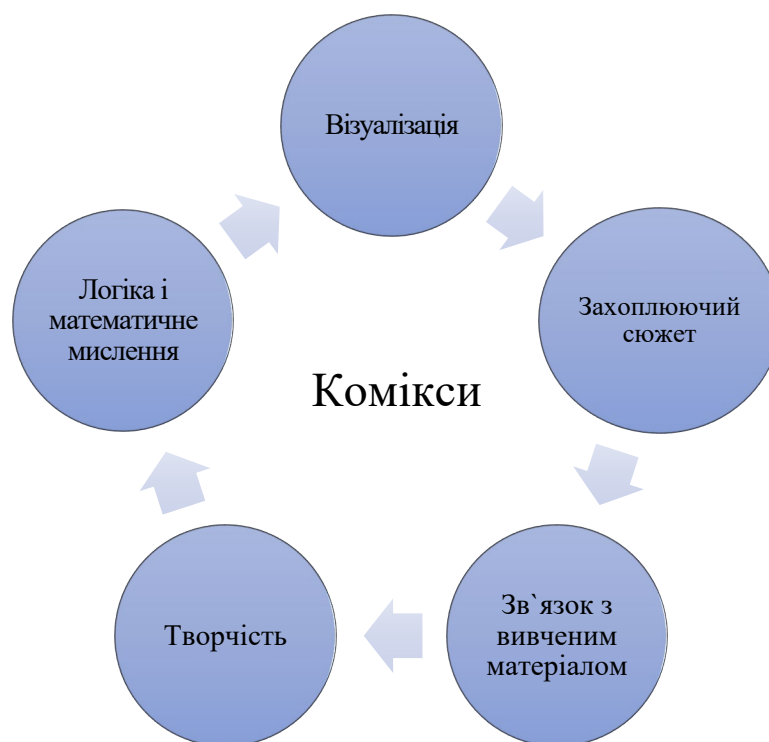 Візуалізація
Захоплюючий
сюжет
Зв`язок з
вивченим
матеріалом
Творчість
Логіка і
математичне
мислення
Комікси